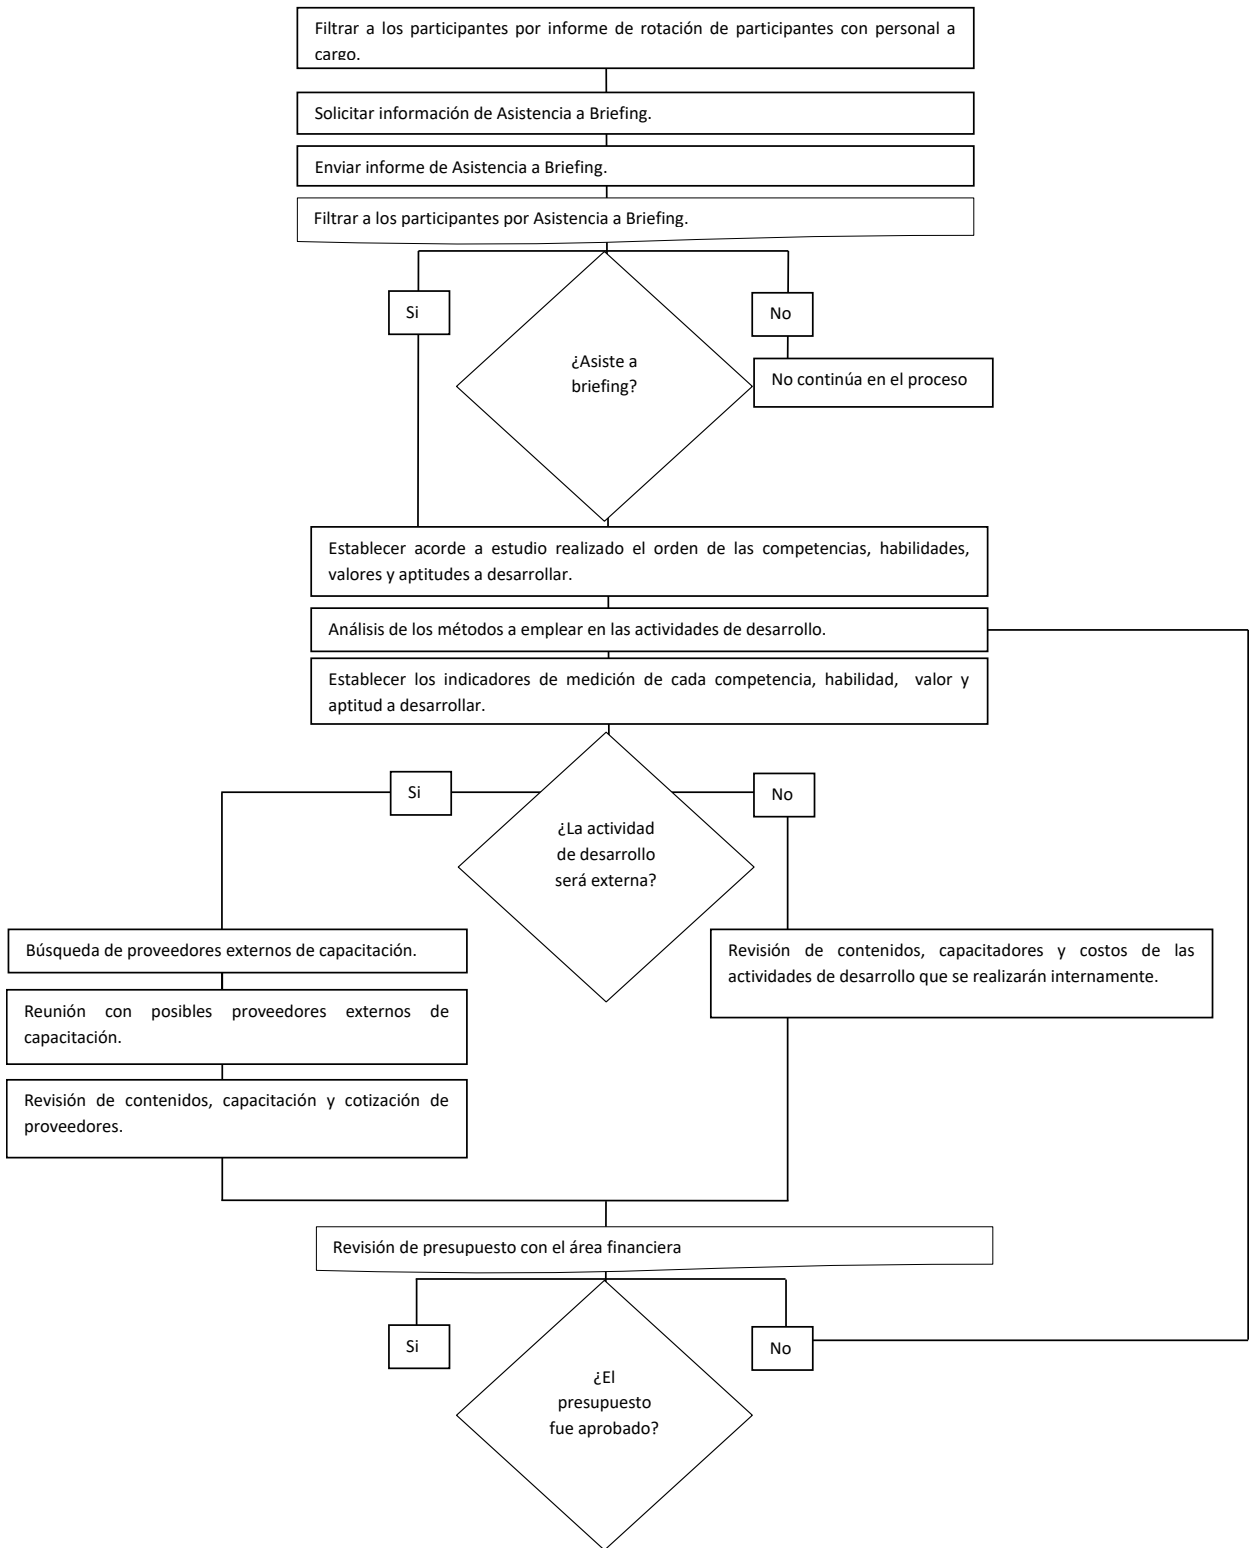 Filtrar a los participantes por informe de rotación de participantes con personal a
cargo.
Solicitar información de Asistencia a Briefing.
Enviar informe de Asistencia a Briefing.
Filtrar a los participantes por Asistencia a Briefing.
Si
No
¿Asiste a
briefing?
No continúa en el proceso
Establecer acorde a estudio realizado el orden de las competencias, habilidades,
valores y aptitudes a desarrollar.
Análisis de los métodos a emplear en las actividades de desarrollo.
Establecer los indicadores de medición de cada competencia, habilidad, valor y
aptitud a desarrollar.
Si
No
¿La actividad
de desarrollo
será externa?
Búsqueda de proveedores externos de capacitación.
Reunión con posibles proveedores externos de
capacitación.
Revisión de contenidos, capacitación y cotización de
proveedores.
Revisión de contenidos, capacitadores y costos de las
actividades de desarrollo que se realizarán internamente.
Revisión de presupuesto con el área financiera
Si
No
¿El
presupuesto
fue aprobado?